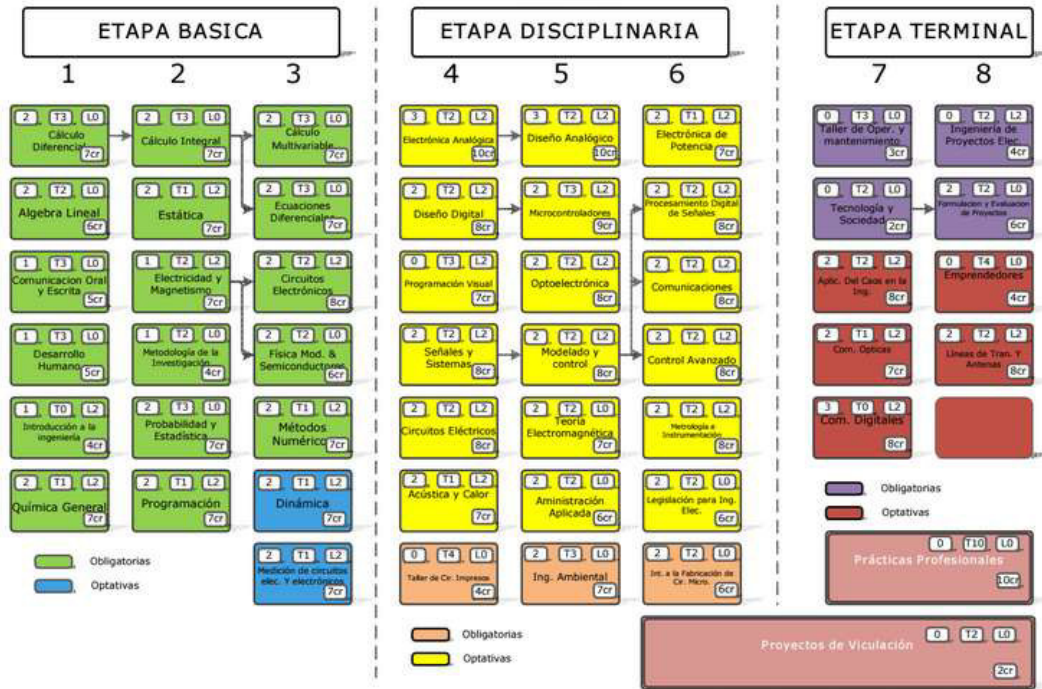 ETAPA BASICA
1 2 3
2 T3 L0
Cálculo
Diferencial
7cr
2 T3 L0
Cálculo Integral
7cr
2 T3 L0
Cálculo
Multivariable
7cr
2 T2 L0
Algebra Lineal
6cr
2 T1 L2
Estática
7cr
2 T3 L0
Ecuaciones
Diferenciales
7cr
1 T3 L0
Comunicacion Oral
y Escrita
5cr
1 T2 L2
Electricidad y
Magnetismo
7cr
2 T2 L2
Circuitos
Electrónicos
8cr
1 T3 L0
Desarrollo
Humano
5cr
1 T2 L0
Metodología de la
Investigación
4cr
2 T2 L0
Física Mod. &
Semiconductores
6cr
1 T0 L2
Introducción a la
ingeniería
4cr
2 T3 L0
Probabilidad y
Estadística
7cr
2 T1 L2
Métodos
Numéricos
7cr
2 T1 L2
Química General
7cr
2 T1 L2
Programación
7cr
2 T1 L2
Dinámica
7cr
2 T1 L2
Medición de circuitos
elec. Y electrónicos
7cr
Obligatorias
Optativas
ETAPA DISCIPLINARIA
4 5 6
3 T2 L2
Electrónica Analógica
10cr
3 T2 L2
Diseño Analógico
10cr
2 T1 L2
Electrónica de
Potencia
7cr
2 T2 L2
Diseño Digital
8cr
2 T3 L2
Microcontroladores
9cr
2 T2 L2
Procesamiento Digital
de Señales
8cr
0 T3 L2
Programación Visual
7cr
2 T2 L2
Optoelectrónica
8cr
2 T2 L2
Comunicaciones
8cr
2 T2 L2
Señales y
Sistemas
8cr
2 T2 L2
Modelado y
control
8cr
2 T2 L2
Control Avanzado
8cr
2 T2 L2
Circuitos Eléctricos
8cr
2 T2 L0
Teoría
Electromagnética
7cr
2 T2 L2
Metrología e
Instrumentación
8cr
2 T1 L2
Acústica y Calor
7cr
2 T2 L0
Aministración
Aplicada
6cr
2 T2 L0
Legislación para Ing.
Elec.
6cr
0 T4 L0
Taller de Cir. Impresos
4cr
2 T3 L0
Ing. Ambiental
7cr
2 T2 L0
Int. a la Fabricación de
Cir. Micro.
6cr
Obligatorias
Optativas
ETAPA TERMINAL
7 8
0 T3 L0
Taller de Oper. y
mantenimiento
3cr
0 T2 L2
Ingeniería de
Proyectos Elec.
4cr
0 T2 L0
Tecnología y
Sociedad
2cr
2 T2 L0
Formulacion y Evaluacion
de Proyectos
6cr
2 T2 L2
Aplic. Del Caos en la
Ing.
8cr
0 T4 L0
Emprendedores
4cr
2 T1 L2
Com. Opticas
7cr
2 T2 L2
Lineas de Tran. Y
Antenas
8cr
3 T0 L2
Com. Digitales
8cr
Obligatorias
Optativas
0 T10 L0
Prácticas Profesionales
10cr
0 T2 L0
Proyectos de Viculación
2cr